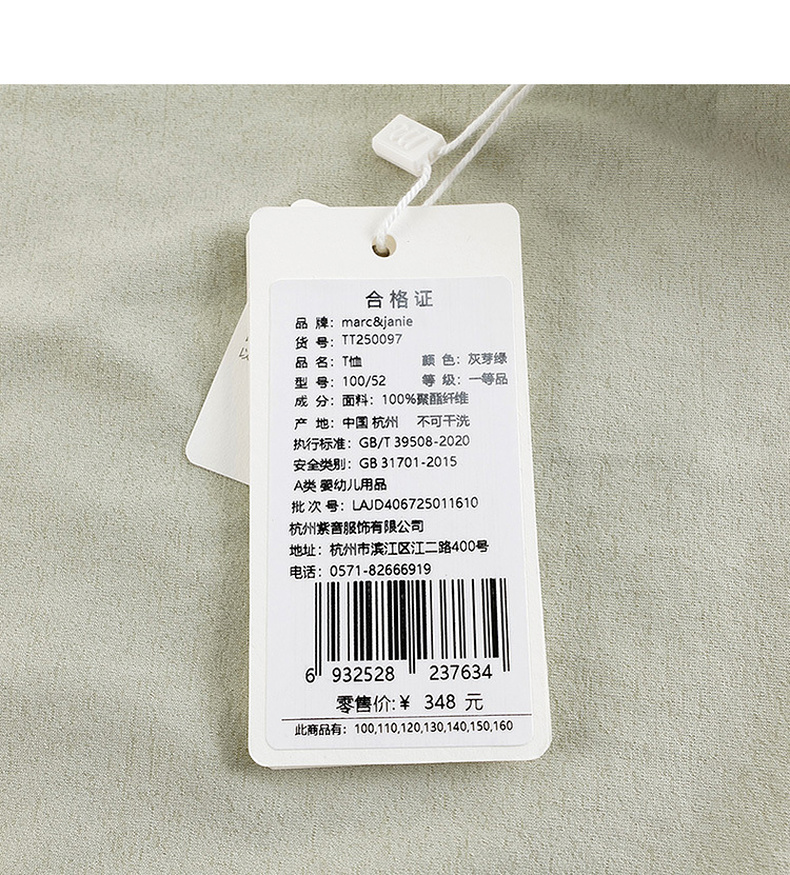 合格证
品 牌：marc&janie
货 号：TT250097
品 名：T恤 颜 色：灰芽绿
型 号：100/52 等 级：一等品
成 分：面料：100%聚酯纤维
产 地：中国 杭州 不可干洗
执行标准：GB/T 39508-2020
安全类别：GB 31701-2015
A类 婴幼儿用品
批 次 号：LAJD406725011610
杭州紫音服饰有限公司
地址：杭州市滨江区江二路400号
电话：0571-82666919
6 932528 237634
零售价:¥ 348 元
此商品有：100,110,120,130,140,150,160